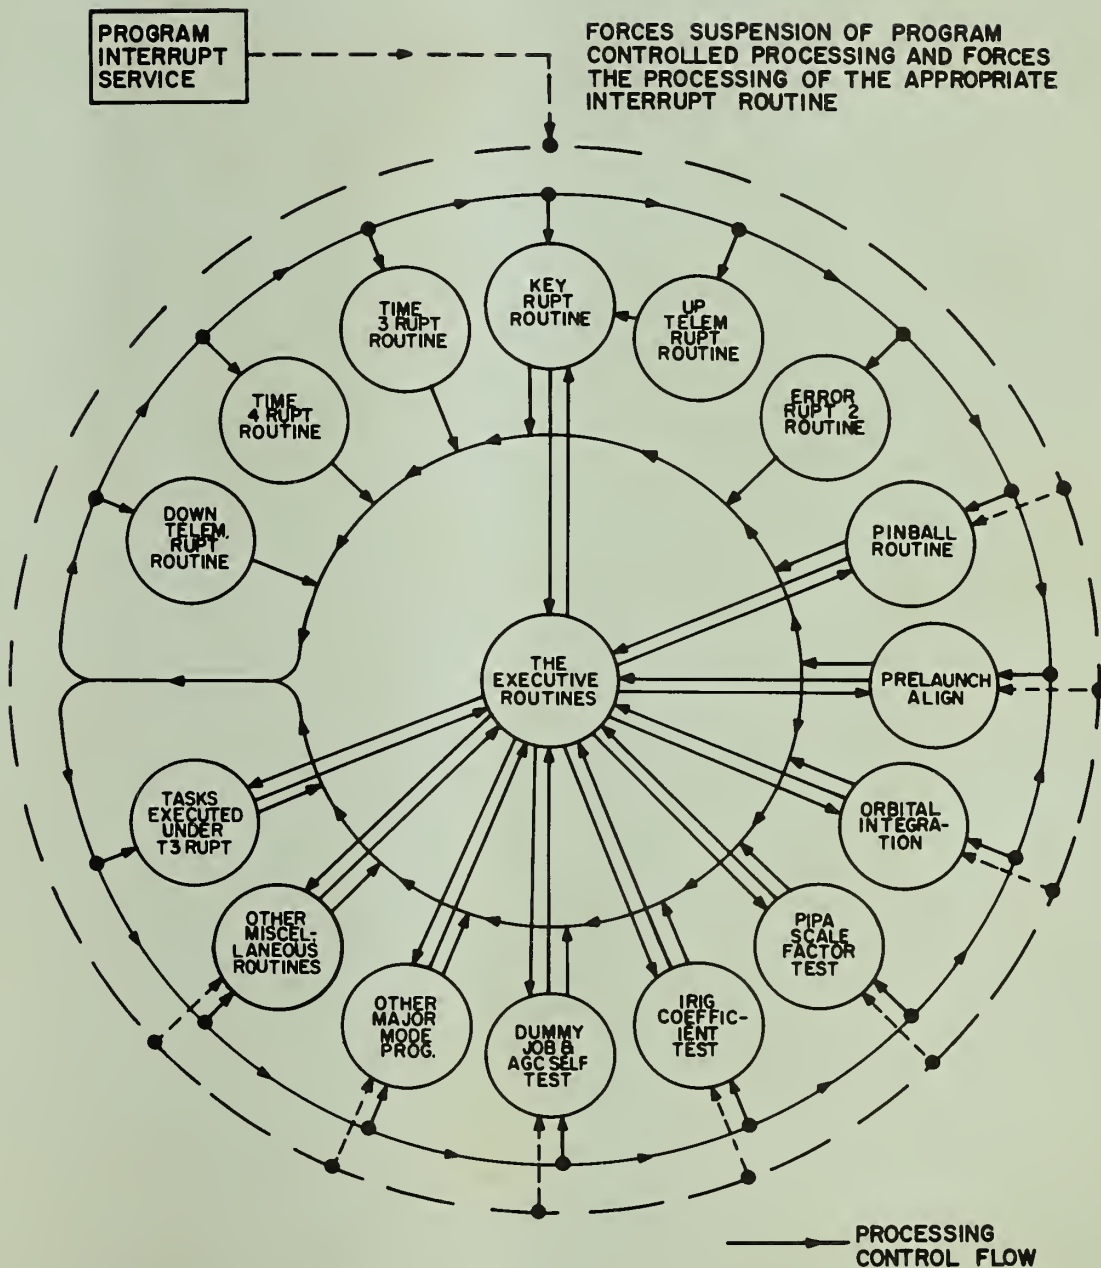 PROGRAM
INTERRUPT
SERVICE
FORCES SUSPENSION OF PROGRAM
CONTROLLED PROCESSING AND FORCES
THE PROCESSING OF THE APPROPRIATE
INTERRUPT ROUTINE
KEY
RUPT
ROUTINE
TIME
3 RUPT
ROUTINE
UP
TELEM
RUPT
ROUTINE
TIME
4 RUPT
ROUTINE
ERROR
RUPT 2
ROUTINE
DOWN
TELEM.
RUPT
ROUTINE
PINBALL
ROUTINE
THE
EXECUTIVE
ROUTINES
PRELAUNCH
ALIGN
TASKS
EXECUTED
UNDER
T3 RUPT
ORBITAL
INTEGRA-
TION
OTHER
MISCEL-
LANEOUS
ROUTINES
PIPA
SCALE
FACTOR
TEST
OTHER
MAJOR
MODE
PROG.
DUMMY
JOB &
AGC SELF
TEST
IRIG
COEFFIC-
IENT
TEST
PROCESSING
CONTROL FLOW